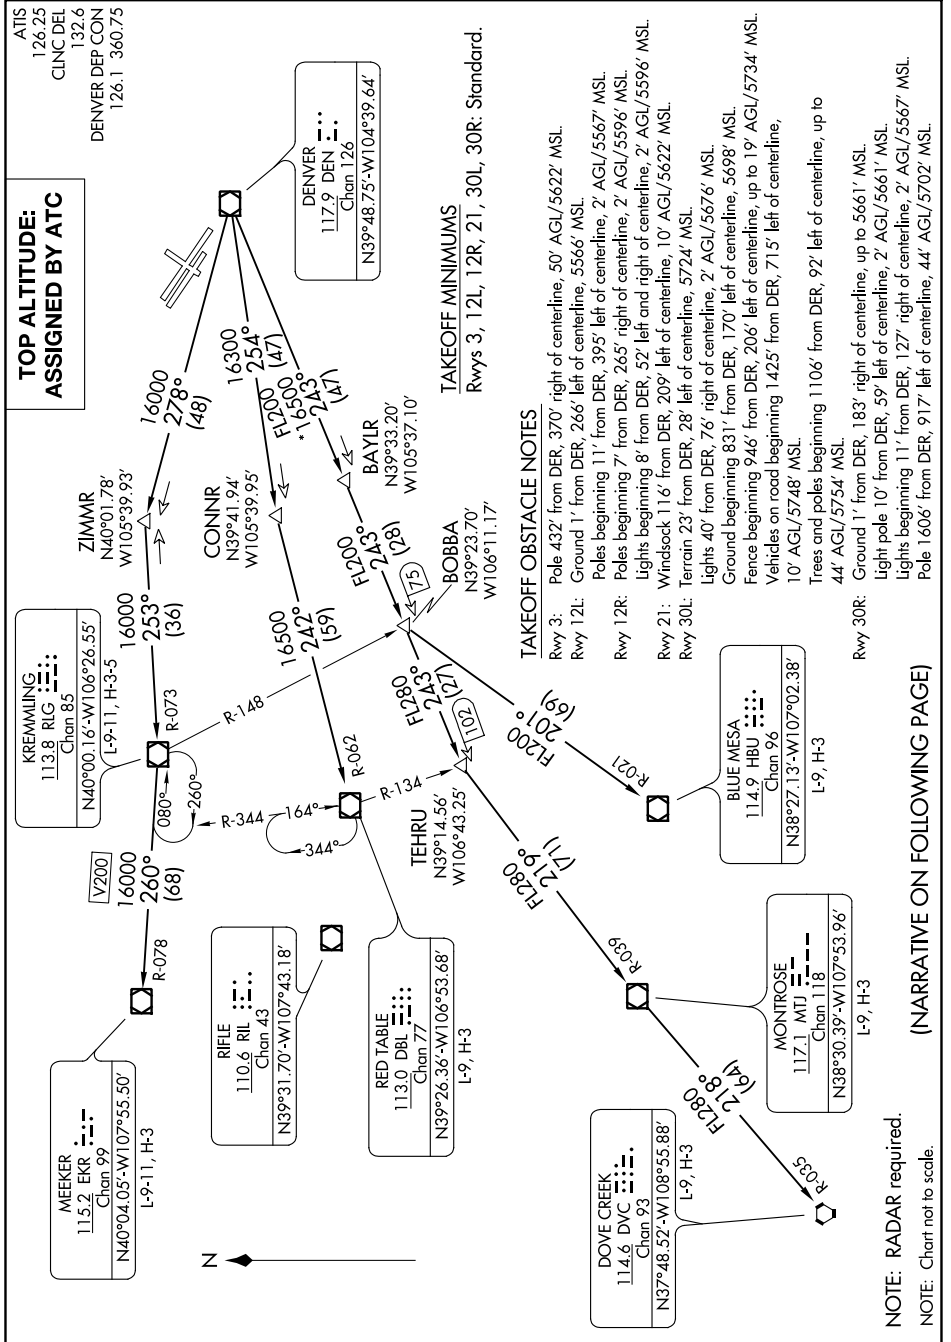 TOP ALTITUDE:
ASSIGNED BY ATC
ATIS
126.25
CLNC DEL
132.6
DENVER DEP CON
126.1 360.75
MEEKER
115.2 EKR
Chan 99
N40°04.05′-W107°55.50′
L-9-11, H-3
R-078
V200
16000
260°
(68)
KREMMLING
113.8 RLG
Chan 85
N40°00.16′-W106°26.55′
L-9-11, H-3-5
080°
260°
R-073
16000
253°
(36)
ZIMMR
N40°01.78′
W105°39.93′
16000
278°
(48)
DENVER
117.9 DEN
Chan 126
N39°48.75′-W104°39.64′
RIFLE
110.6 RIL
Chan 43
N39°31.70′-W107°43.18′
R-344
164°
344°
R-148
R-062
R-134
RED TABLE
113.0 DBL
Chan 77
N39°26.36′-W106°53.68′
L-9, H-3
16500
242°
(59)
CONNR
N39°41.94′
W105°39.95′
16300
254°
(47)
FL200
*16500
243°
(47)
BAYLR
N39°33.20′
W105°37.10′
FL200
243°
(28)
75
BOBBA
N39°23.70′
W106°11.17′
FL280
243°
(27)
102
TEHRU
N39°14.56′
W106°43.25′
FL200
201°
(69)
R-021
BLUE MESA
114.9 HBU
Chan 96
N38°27.13′-W107°02.38′
L-9, H-3
FL280
219°
(71)
R-039
MONTROSE
117.1 MTJ
Chan 118
N38°30.39′-W107°53.96′
L-9, H-3
FL280
218°
(64)
R-035
DOVE CREEK
114.6 DVC
Chan 93
N37°48.52′-W108°55.88′
L-9, H-3
N
TAKEOFF MINIMUMS
Rwys 3, 12L, 12R, 21, 30L, 30R: Standard.
TAKEOFF OBSTACLE NOTES
Rwy 3: Pole 432′ from DER, 370′ right of centerline, 50′ AGL/5622′ MSL.
Rwy 12L: Ground 1′ from DER, 266′ left of centerline, 5566′ MSL.
Poles beginning 11′ from DER, 395′ left of centerline, 2′ AGL/5567′ MSL.
Rwy 12R: Poles beginning 7′ from DER, 265′ right of centerline, 2′ AGL/5596′ MSL.
Lights beginning 8′ from DER, 52′ left and right of centerline, 2′ AGL/5596′ MSL.
Rwy 21: Windsock 116′ from DER, 209′ left of centerline, 10′ AGL/5622′ MSL.
Rwy 30L: Terrain 23′ from DER, 28′ left of centerline, 5724′ MSL.
Lights 40′ from DER, 76′ right of centerline, 2′ AGL/5676′ MSL.
Ground beginning 831′ from DER, 170′ left of centerline, 5698′ MSL.
Fence beginning 946′ from DER, 206′ left of centerline, up to 19′ AGL/5734′ MSL.
Vehicles on road beginning 1425′ from DER, 715′ left of centerline,
10′ AGL/5748′ MSL.
Trees and poles beginning 1106′ from DER, 92′ left of centerline, up to
44′ AGL/5754′ MSL.
Rwy 30R: Ground 1′ from DER, 183′ right of centerline, up to 5661′ MSL.
Light pole 10′ from DER, 59′ left of centerline, 2′ AGL/5661′ MSL.
Lights beginning 11′ from DER, 127′ right of centerline, 2′ AGL/5567′ MSL.
Pole 1606′ from DER, 917′ left of centerline, 44′ AGL/5702′ MSL.
NOTE: RADAR required.
NOTE: Chart not to scale.
(NARRATIVE ON FOLLOWING PAGE)